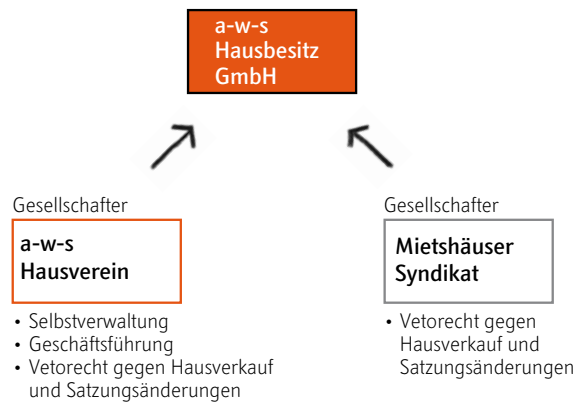 a-w-s
Hausbesitz
GmbH
Gesellschafter
a-w-s
Hausverein
• Selbstverwaltung
• Geschäftsführung
• Vetorecht gegen Hausverkauf
und Satzungsänderungen
Gesellschafter
Mietshäuser
Syndikat
• Vetorecht gegen
Hausverkauf und
Satzungsänderungen